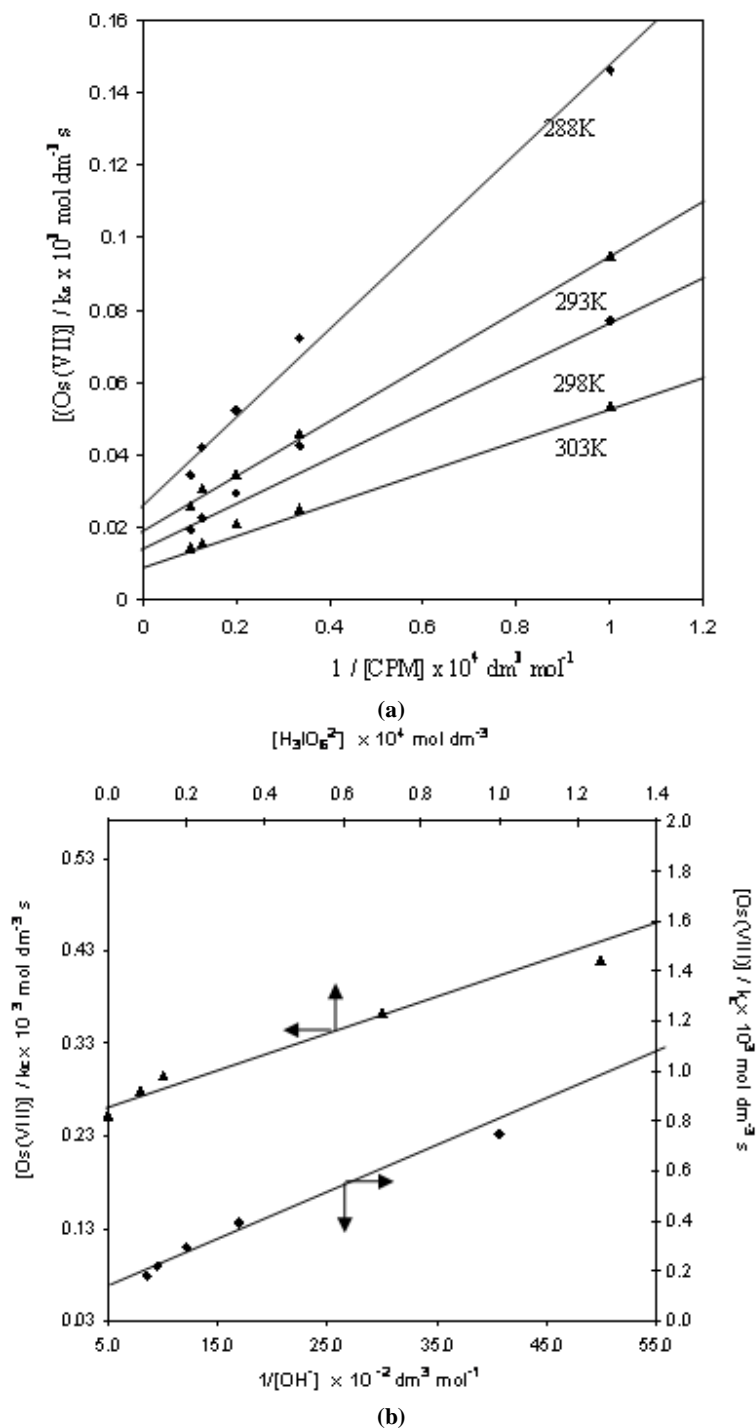 0.16
0.14
0.12
0.1
0.08
0.06
0.04
0.02
0
[(Os(VII)] / kε x 10³ mol dm⁻³ s
288K
293K
298K
303K
0 0.2 0.4 0.6 0.8 1 1.2
1 / [CPM] x 10⁴ dm³ mol⁻¹
(a)
[H₃IO₆²⁻] × 10⁴ mol dm⁻³
0.0 0.2 0.4 0.6 0.8 1.0 1.2 1.4
0.53
0.43
0.33
0.23
0.13
0.03
[Os(VIII)] / kc x 10⁻³ mol dm⁻³ s
2.0
1.8
1.6
1.4
1.2
1.0
0.8
0.6
0.4
0.2
0.0
[Os(VIII)] / × 10³ mol dm⁻³ s
5.0 15.0 25.0 35.0 45.0 55.0
1/[OH⁻] × 10⁻² dm³ mol⁻¹
(b)